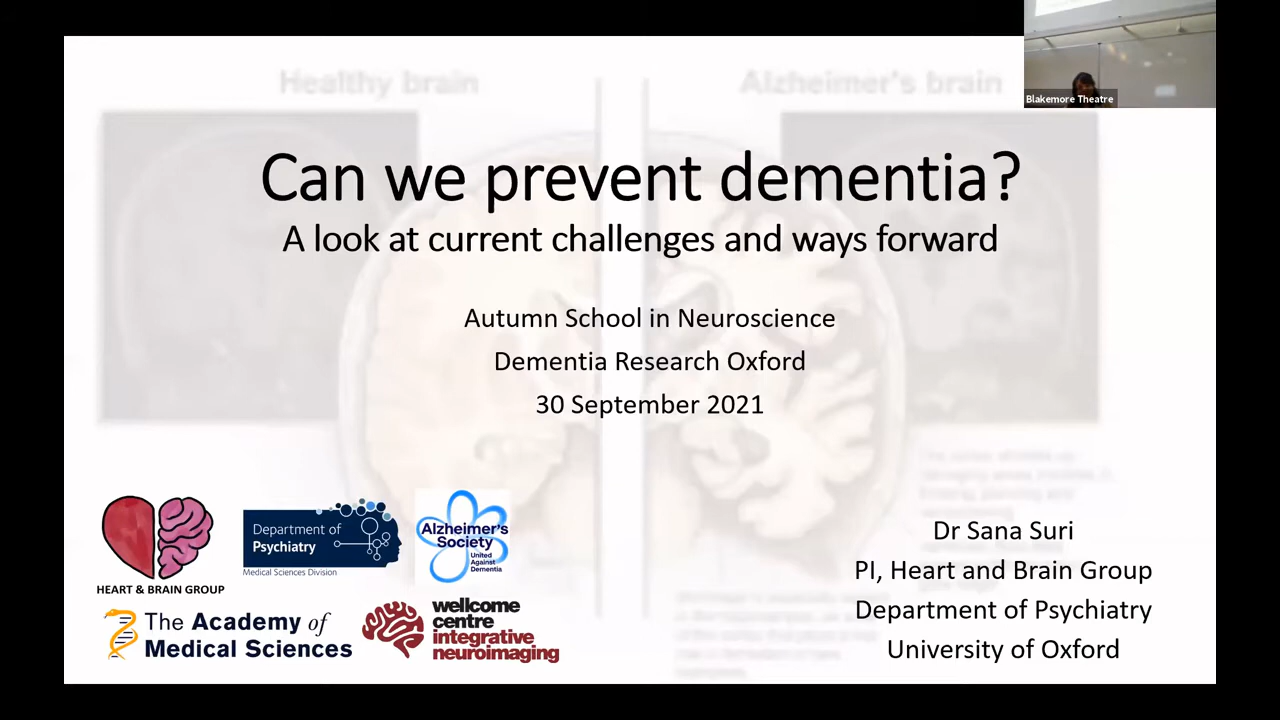 Blakemore Theatre
Healthy brain
Alzheimer's brain
Can we prevent dementia?
A look at current challenges and ways forward
Autumn School in Neuroscience
Dementia Research Oxford
30 September 2021
HEART & BRAIN GROUP
Department of
Psychiatry
Medical Sciences Division
Alzheimer's
Society
United
Against
Dementia
The Academy of
Medical Sciences
wellcome
centre
integrative
neuroimaging
Dr Sana Suri
PI, Heart and Brain Group
Department of Psychiatry
University of Oxford